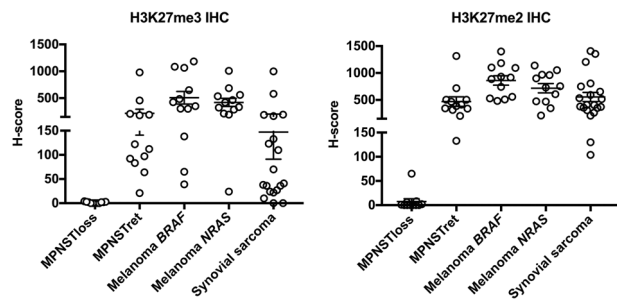 H3K27me3 IHC
H-score
1500
1000
500
150
100
50
0
MPNSTloss
MPNSTret
Melanoma BRAF
Melanoma NRAS
Synovial sarcoma
H3K27me2 IHC
H-score
1500
1000
500
150
100
50
0
MPNSTloss
MPNSTret
Melanoma BRAF
Melanoma NRAS
Synovial sarcoma